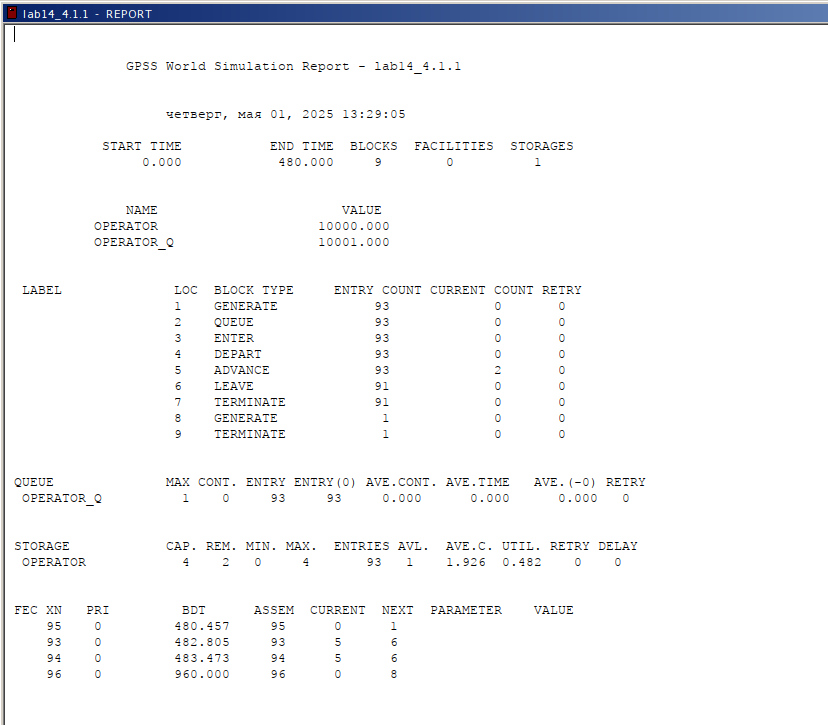 lab14_4.1.1 - REPORT
GPSS World Simulation Report - lab14_4.1.1
четверг, мая 01, 2025 13:29:05
START TIME END TIME BLOCKS FACILITIES STORAGES
0.000 480.000 9 0 1
NAME VALUE
OPERATOR 10000.000
OPERATOR_Q 10001.000
LABEL LOC BLOCK TYPE ENTRY COUNT CURRENT COUNT RETRY
1 GENERATE 93 0 0
2 QUEUE 93 0 0
3 ENTER 93 0 0
4 DEPART 93 0 0
5 ADVANCE 93 2 0
6 LEAVE 91 0 0
7 TERMINATE 91 0 0
8 GENERATE 1 0 0
9 TERMINATE 1 0 0
QUEUE MAX CONT. ENTRY ENTRY(0) AVE.CONT. AVE.TIME AVE.(-0) RETRY
OPERATOR_Q 1 0 93 93 0.000 0.000 0.000 0
STORAGE CAP. REM. MIN. MAX. ENTRIES AVL. AVE.C. UTIL. RETRY DELAY
OPERATOR 4 2 0 4 93 1 1.926 0.482 0 0
FEC XN PRI BDT ASSEM CURRENT NEXT PARAMETER VALUE
95 0 480.457 95 0 1
93 0 482.805 93 5 6
94 0 483.473 94 5 6
96 0 960.000 96 0 8